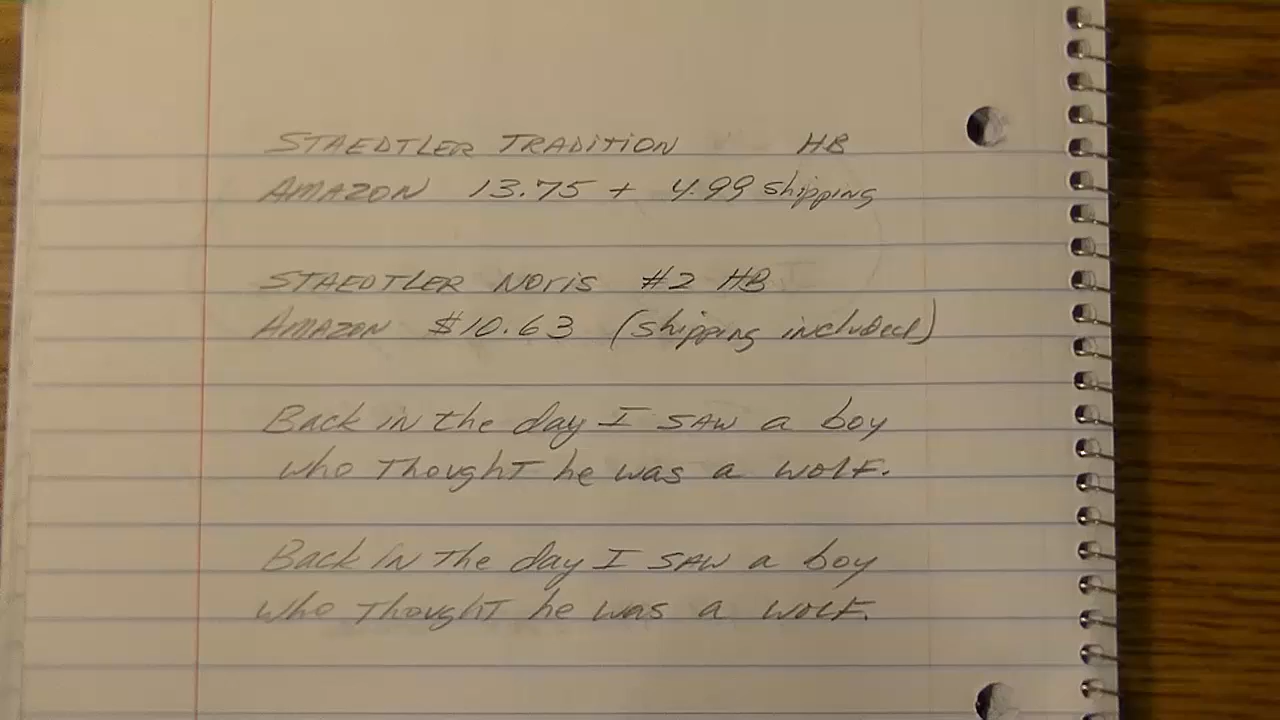 STAEDTLER TRADITION HB
AMAZON 13.75 + 4.99 shipping
STAEDTLER NORIS #2 HB
AMAZON $10.63 (shipping included)
Back in the day I SAW a boy
who Thought he was a wolf.
Back in the day I SAW a boy
who Thought he was a wolf.